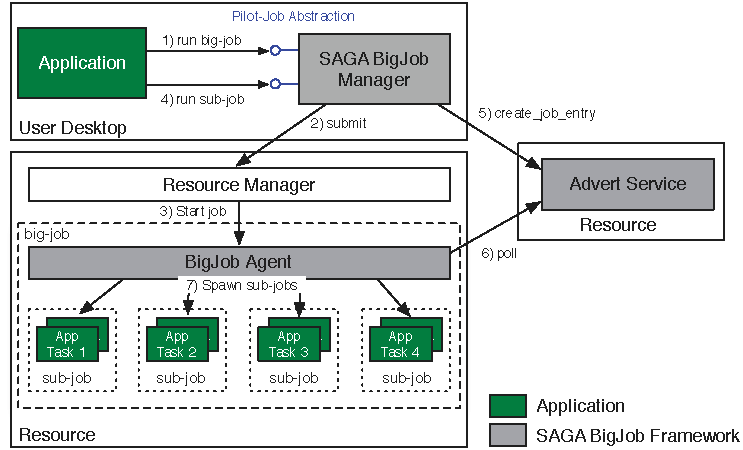 Pilot-Job Abstraction
1) run big-job
Application
SAGA BigJob
Manager
4) run sub-job
User Desktop
2) submit
5) create_job_entry
Resource Manager
Advert Service
3) Start job
Resource
big-job
6) poll
BigJob Agent
7) Spawn sub-jobs
App
Task 1
App
Task 2
App
Task 3
App
Task 4
sub-job
sub-job
sub-job
sub-job
Resource
Application
SAGA BigJob Framework